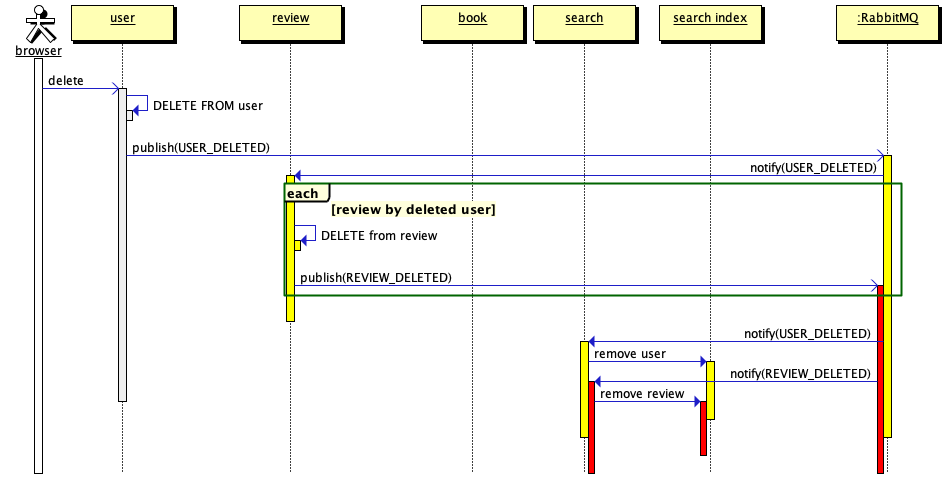 user
review
book
search
search index
:RabbitMQ
browser
delete
DELETE FROM user
publish(USER_DELETED)
notify(USER_DELETED)
each
[review by deleted user]
DELETE from review
publish(REVIEW_DELETED)
notify(USER_DELETED)
remove user
notify(REVIEW_DELETED)
remove review